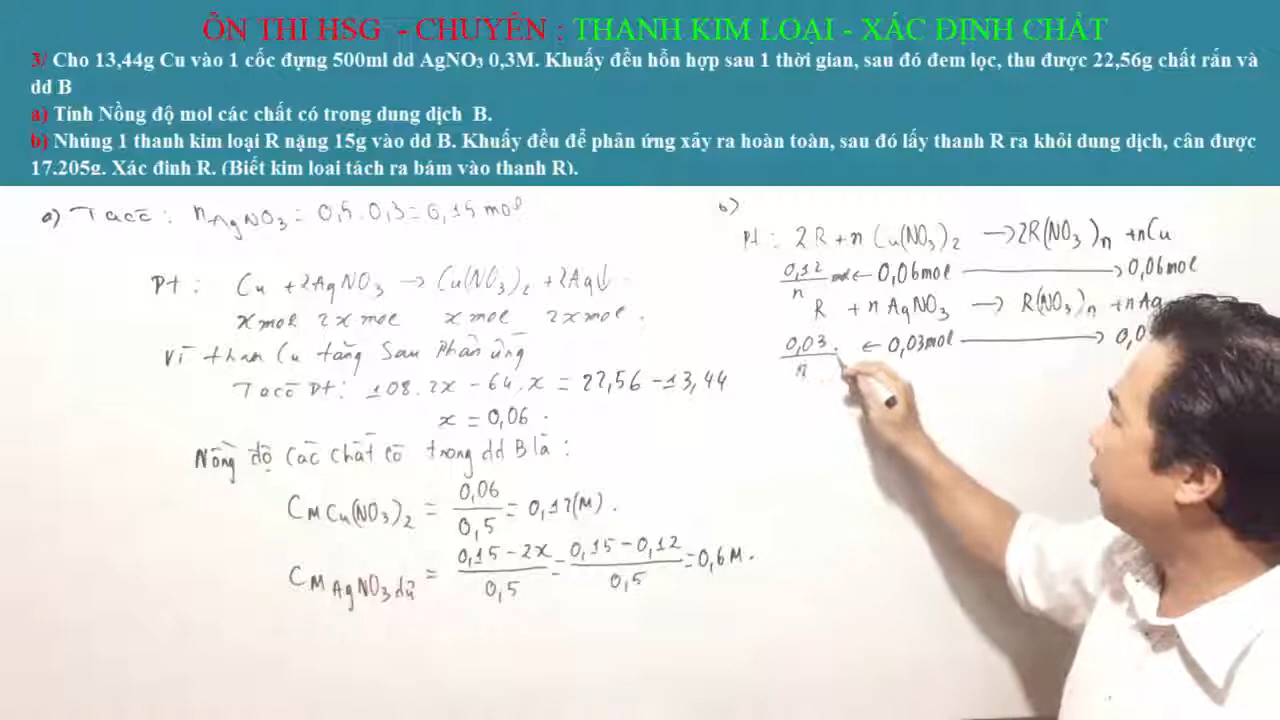 ÔN THI HSG - CHUYÊN : THANH KIM LOẠI - XÁC ĐỊNH CHẤT
3/ Cho 13,44g Cu vào 1 cốc đựng 500ml dd AgNO₃ 0,3M. Khuấy đều hỗn hợp sau 1 thời gian, sau đó đem lọc, thu được 22,56g chất rắn và
dd B
a) Tính Nồng độ mol các chất có trong dung dịch B.
b) Nhúng 1 thanh kim loại R nặng 15g vào dd B. Khuấy đều để phản ứng xảy ra hoàn toàn, sau đó lấy thanh R ra khỏi dung dịch, cân được
17,205g. Xác định R. (Biết kim loại tách ra bám vào thanh R).
a) Ta có : nAgNO₃ = 0,5 . 0,3 = 0,15 mol
Pt : Cu + 2AgNO₃ → Cu(NO₃)₂ + 2Ag↓
x mol 2x mol x mol 2x mol .
Vì thanh Cu tăng sau phản ứng
Ta có pt : 108.2x - 64.x = 22,56 - 13,44
x = 0,06 .
Nồng độ các chất có trong dd B là :
CM Cu(NO₃)₂ = 0,06/0,5 = 0,12(M) .
CM AgNO₃ dư = 0,15 - 2x/0,5 = 0,15 - 0,12/0,5 = 0,6M .
b)
Pt : 2R + n Cu(NO₃)₂ → 2R(NO₃)n + nCu
0,12/n mol ← 0,06mol → 0,06mol
R + n AgNO₃ → R(NO₃)n + nAg
0,03/n ← 0,03mol → 0,0